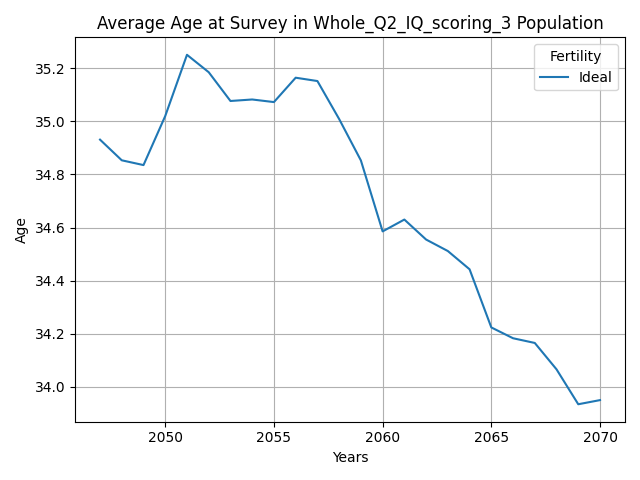 Average Age at Survey in Whole_Q2_IQ_scoring_3 Population
Fertility
Ideal
35.2
35.0
34.8
34.6
34.4
34.2
34.0
Age
2050
2055
2060
2065
2070
Years